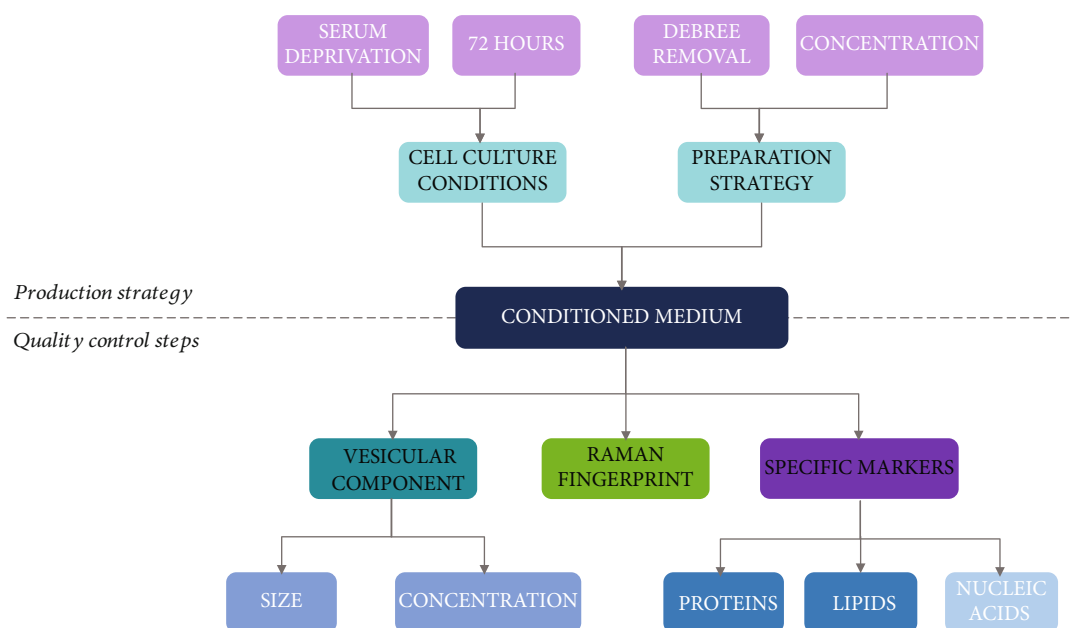 SERUM
DEPRIVATION
72 HOURS
DEBREE
REMOVAL
CONCENTRATION
CELL CULTURE
CONDITIONS
PREPARATION
STRATEGY
Production strategy
CONDITIONED MEDIUM
Quality control steps
VESICULAR
COMPONENT
RAMAN
FINGERPRINT
SPECIFIC MARKERS
SIZE
CONCENTRATION
PROTEINS
LIPIDS
NUCLEIC
ACIDS